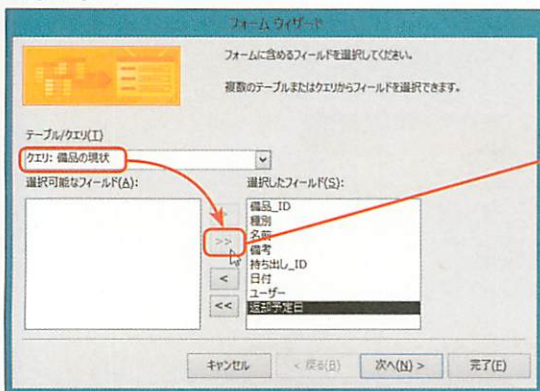 フォーム ウィザード
フォームに含めるフィールドを選択してください。
複数のテーブルまたはクエリからフィールドを選択できます。
テーブル/クエリ(T)
クエリ: 備品の現状
選択可能なフィールド(A):
選択したフィールド(S):
備品_ID
種別
名前
備考
持ち出し_ID
日付
ユーザー
返却予定日
>
>>
<
<<
キャンセル
< 戻る(B)
次へ(N) >
完了(F)